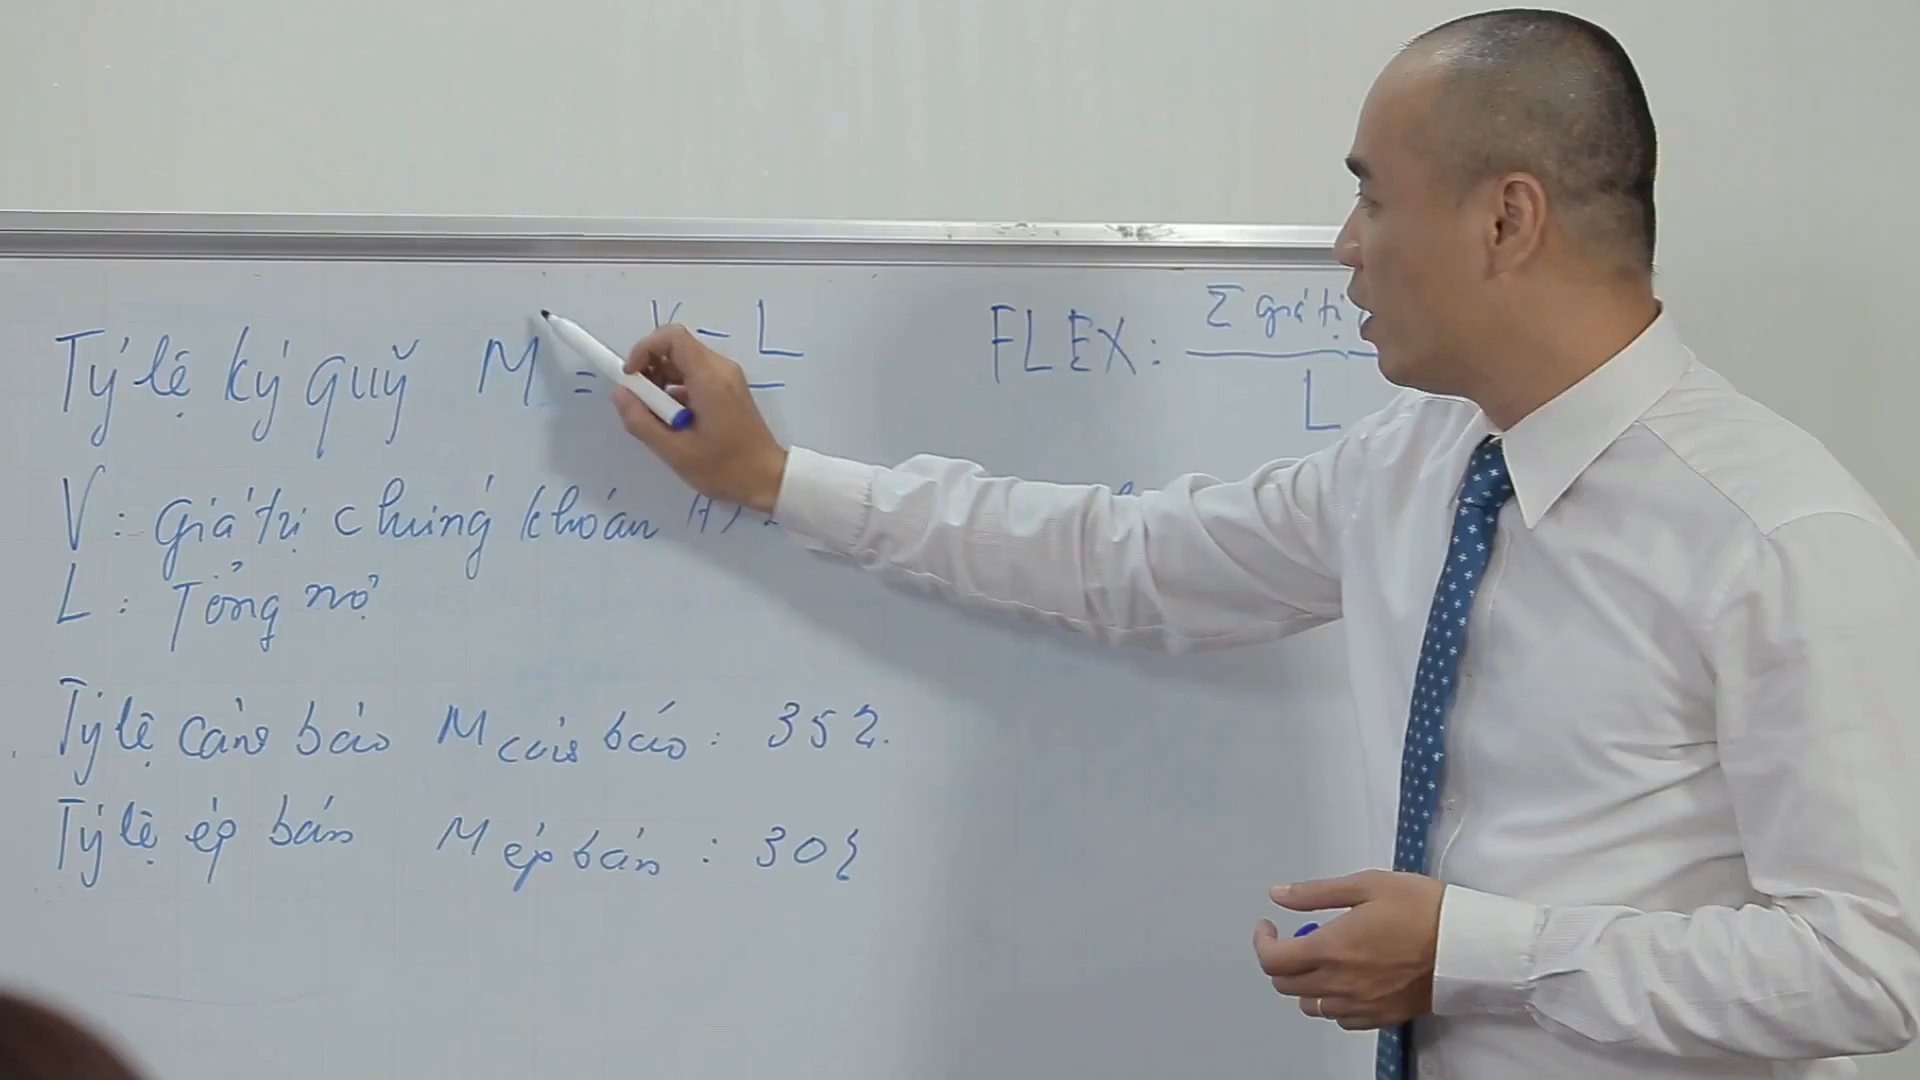 Tỷ lệ ký quỹ M = V - L
FLEX: Σ giá trị
L
V: giá trị chứng khoán
L: Tổng nợ
Tỷ lệ cảnh báo M cảnh báo: 35%
Tỷ lệ ép bán M ép bán: 30%